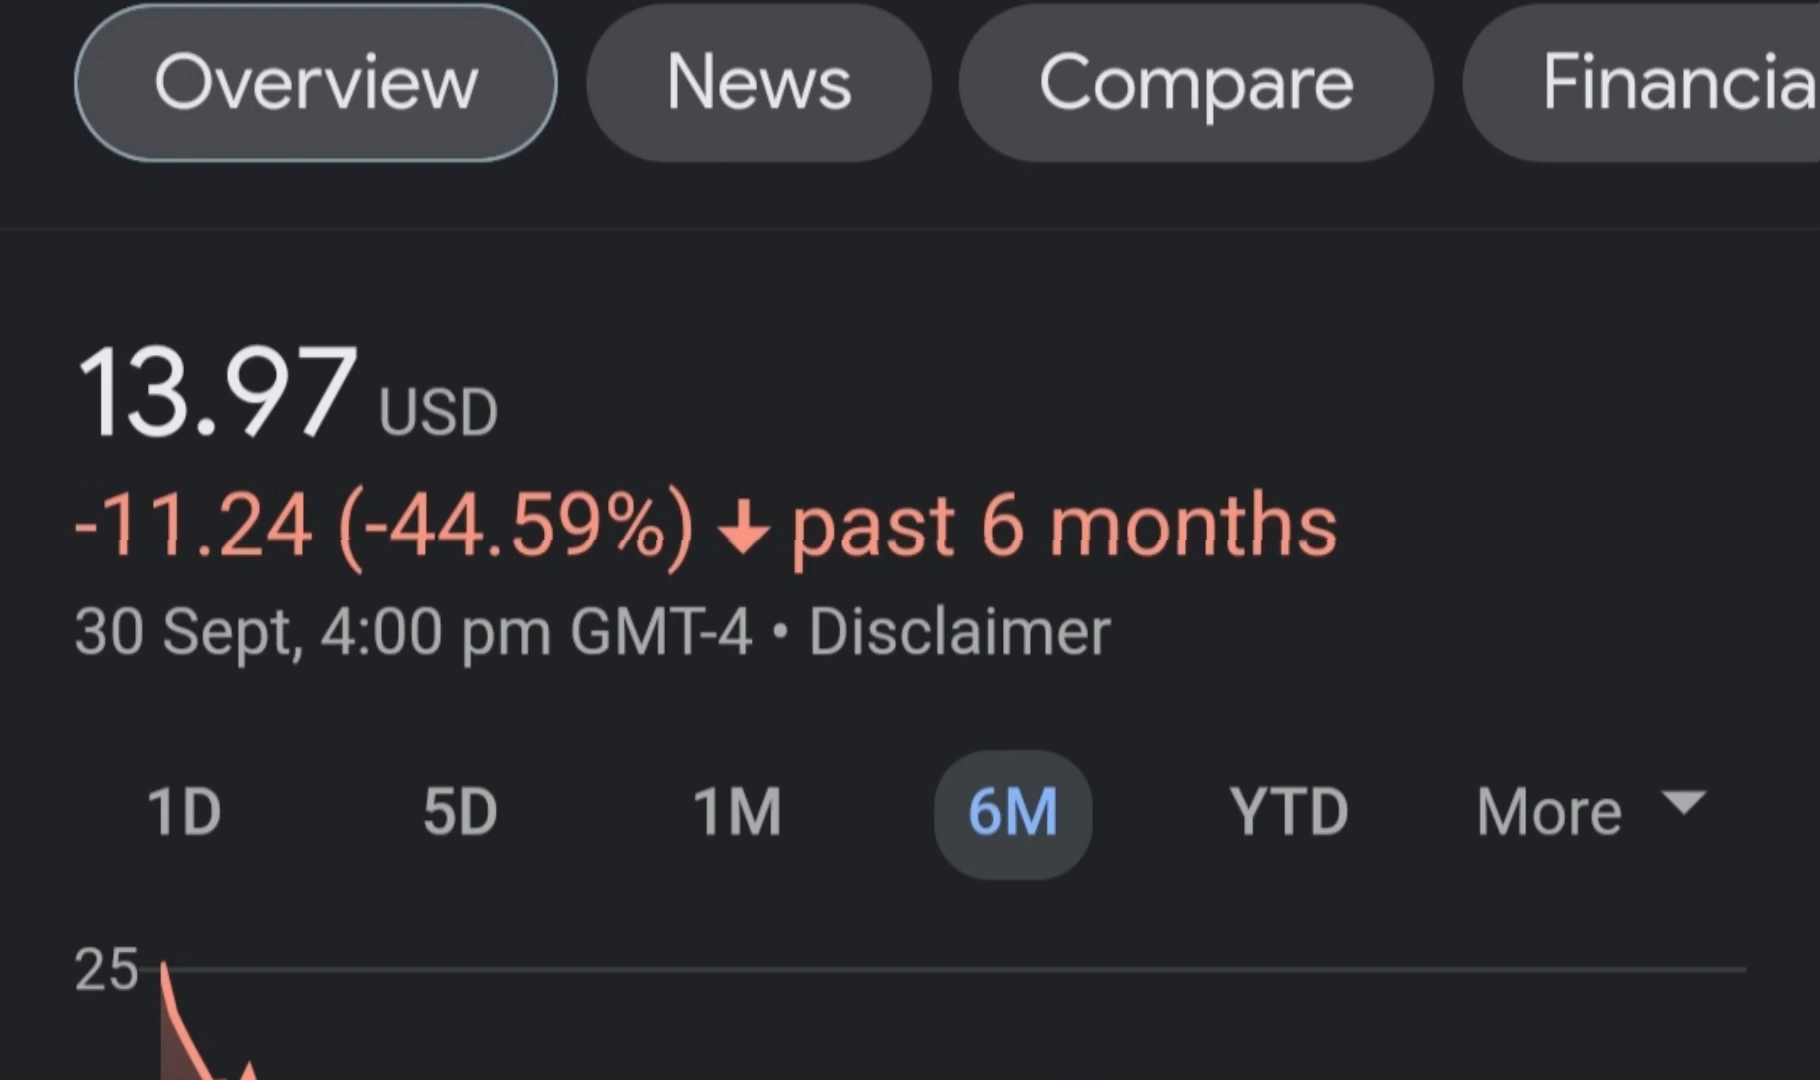 Overview News Compare Financia
13.97 USD
-11.24 (-44.59%) ↓ past 6 months
30 Sept, 4:00 pm GMT-4 • Disclaimer
1D 5D 1M 6M YTD More
25